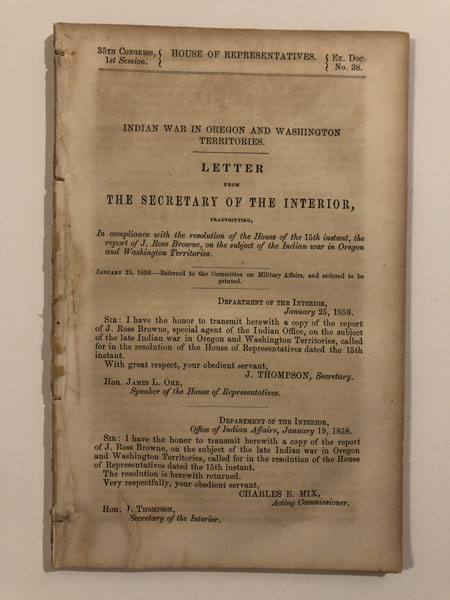 35TH CONGRESS, { HOUSE OF REPRESENTATIVES. { Ex. Doc.
1st Session. No. 38.
INDIAN WAR IN OREGON AND WASHINGTON
TERRITORIES.
LETTER
FROM
THE SECRETARY OF THE INTERIOR,
TRANSMITTING,
In compliance with the resolution of the House of the 15th instant, the
report of J. Ross Browne, on the subject of the Indian war in Oregon
and Washington Territories.
JANUARY 25, 1858.—Referred to the Committee on Military Affairs, and ordered to be
printed.
DEPARTMENT OF THE INTERIOR,
January 25, 1858.
SIR: I have the honor to transmit herewith a copy of the report
of J. Ross Browne, special agent of the Indian Office, on the subject
of the late Indian war in Oregon and Washington Territories, called
for in the resolution of the House of Representatives dated the 15th
instant.
With great respect, your obedient servant,
J. THOMPSON, Secretary.
Hon. JAMES L. ORR,
Speaker of the House of Representatives.
DEPARTMENT OF THE INTERIOR,
Office of Indian Affairs, January 19, 1858.
SIR: I have the honor to transmit herewith a copy of the report
of J. Ross Browne, on the subject of the late Indian war in Oregon
and Washington Territories, called for in the resolution of the House
of Representatives dated the 15th instant.
The resolution is herewith returned.
Very respectfully, your obedient servant,
CHARLES E. MIX,
Acting Commissioner.
Hon. J. THOMPSON,
Secretary of the Interior.